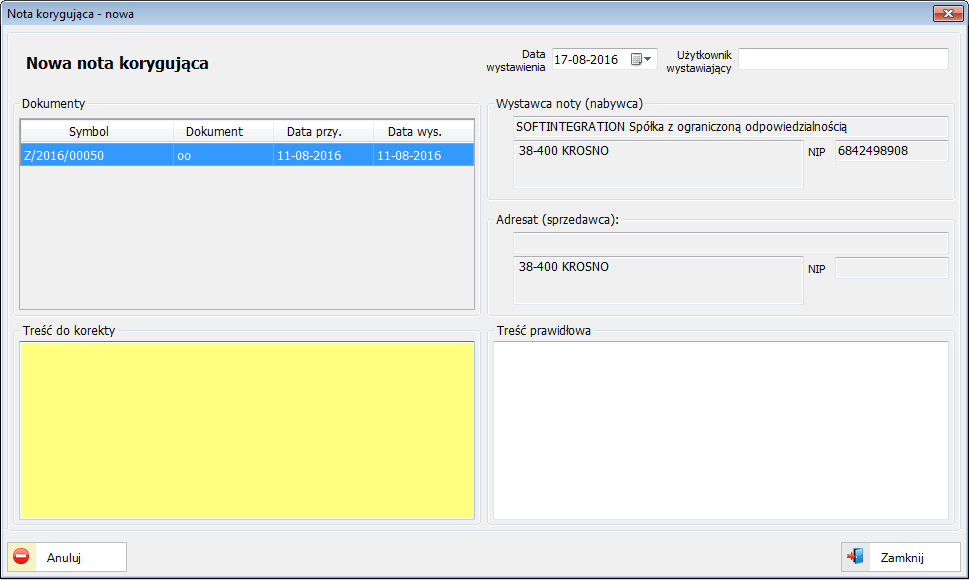 Nota korygująca - nowa
Nowa nota korygująca
Data wystawienia
17-08-2016
Użytkownik wystawiający
Dokumenty
Symbol Dokument Data przy. Data wys.
Z/2016/00050 oo 11-08-2016 11-08-2016
Wystawca noty (nabywca)
SOFTINTEGRATION Spółka z ograniczoną odpowiedzialnością
38-400 KROSNO
NIP
6842498908
Adresat (sprzedawca):
38-400 KROSNO
NIP
Treść do korekty
Treść prawidłowa
Anuluj
Zamknij